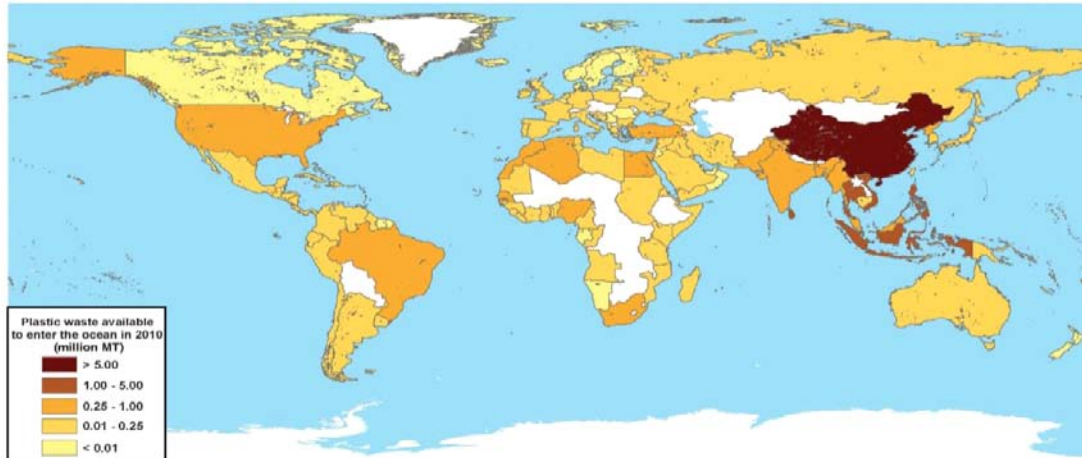 Plastic waste available
to enter the ocean in 2010
(million MT)
> 5.00
1.00 - 5.00
0.25 - 1.00
0.01 - 0.25
< 0.01